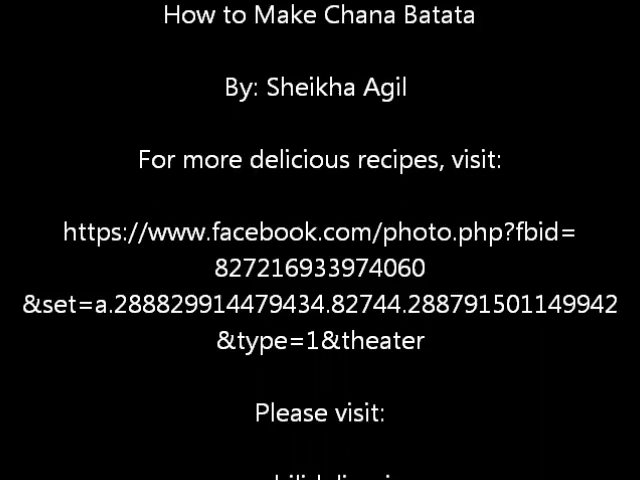 How to Make Chana Batata
By: Sheikha Agil
For more delicious recipes, visit:
https://www.facebook.com/photo.php?fbid=
827216933974060
&set=a.288829914479434.82744.288791501149942
&type=1&theater
Please visit: